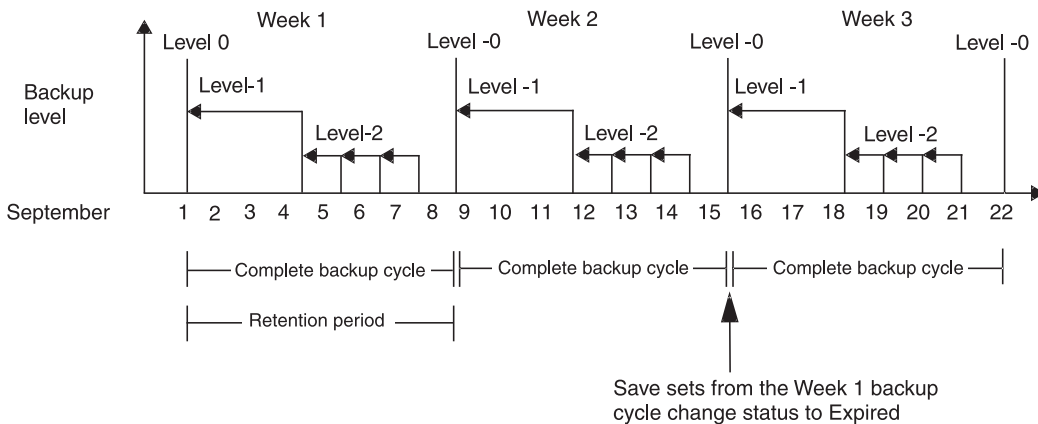 Week 1
Week 2
Week 3
Level 0
Level -0
Level -0
Level -0
Backup
level
Level-1
Level -1
Level -1
Level-2
Level -2
Level -2
September
1 2 3 4 5 6 7 8 9 10 11 12 13 14 15 16 17 18 19 20 21 22
Complete backup cycle
Complete backup cycle
Complete backup cycle
Retention period
Save sets from the Week 1 backup
cycle change status to Expired